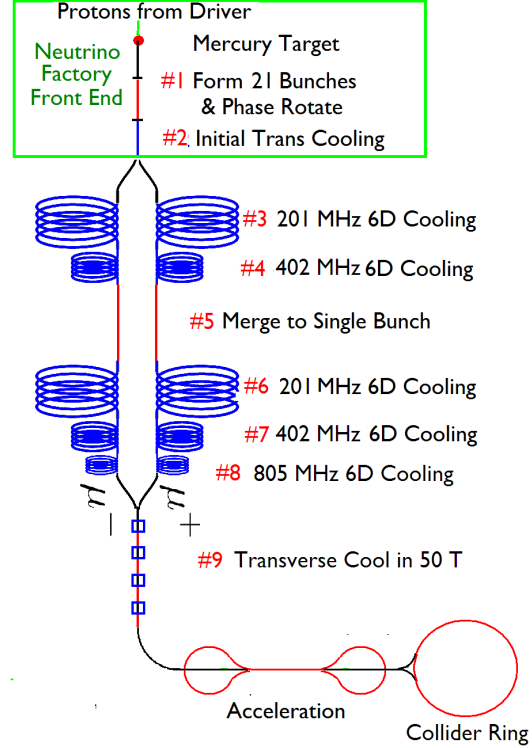 Protons from Driver
Mercury Target
Neutrino
Factory
Front End
#1 Form 21 Bunches
& Phase Rotate
#2 Initial Trans Cooling
#3 201 MHz 6D Cooling
#4 402 MHz 6D Cooling
#5 Merge to Single Bunch
#6 201 MHz 6D Cooling
#7 402 MHz 6D Cooling
#8 805 MHz 6D Cooling
μ− μ+
#9 Transverse Cool in 50 T
Acceleration
Collider Ring